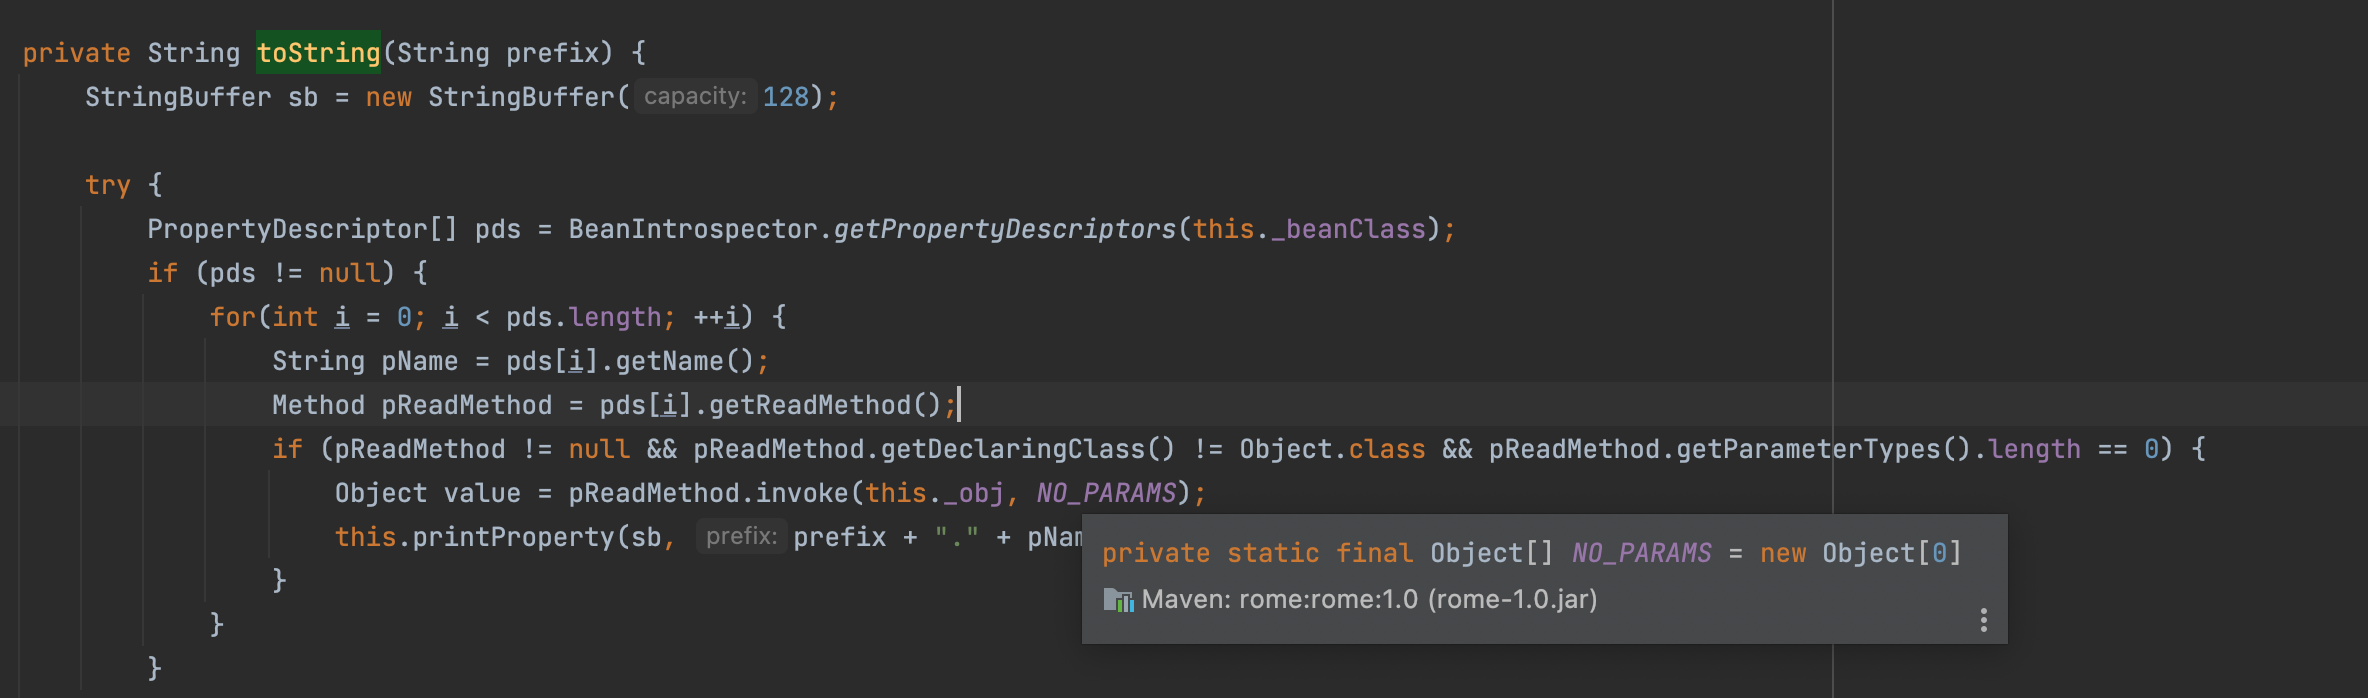 private String toString(String prefix) {
StringBuffer sb = new StringBuffer( capacity: 128);
try {
PropertyDescriptor[] pds = BeanIntrospector.getPropertyDescriptors(this._beanClass);
if (pds != null) {
for(int i = 0; i < pds.length; ++i) {
String pName = pds[i].getName();
Method pReadMethod = pds[i].getReadMethod();
if (pReadMethod != null && pReadMethod.getDeclaringClass() != Object.class && pReadMethod.getParameterTypes().length == 0) {
Object value = pReadMethod.invoke(this._obj, NO_PARAMS);
this.printProperty(sb, prefix: prefix + "." +
private static final Object[] NO_PARAMS = new Object[0]
Maven: rome:rome:1.0 (rome-1.0.jar)
}
}
}